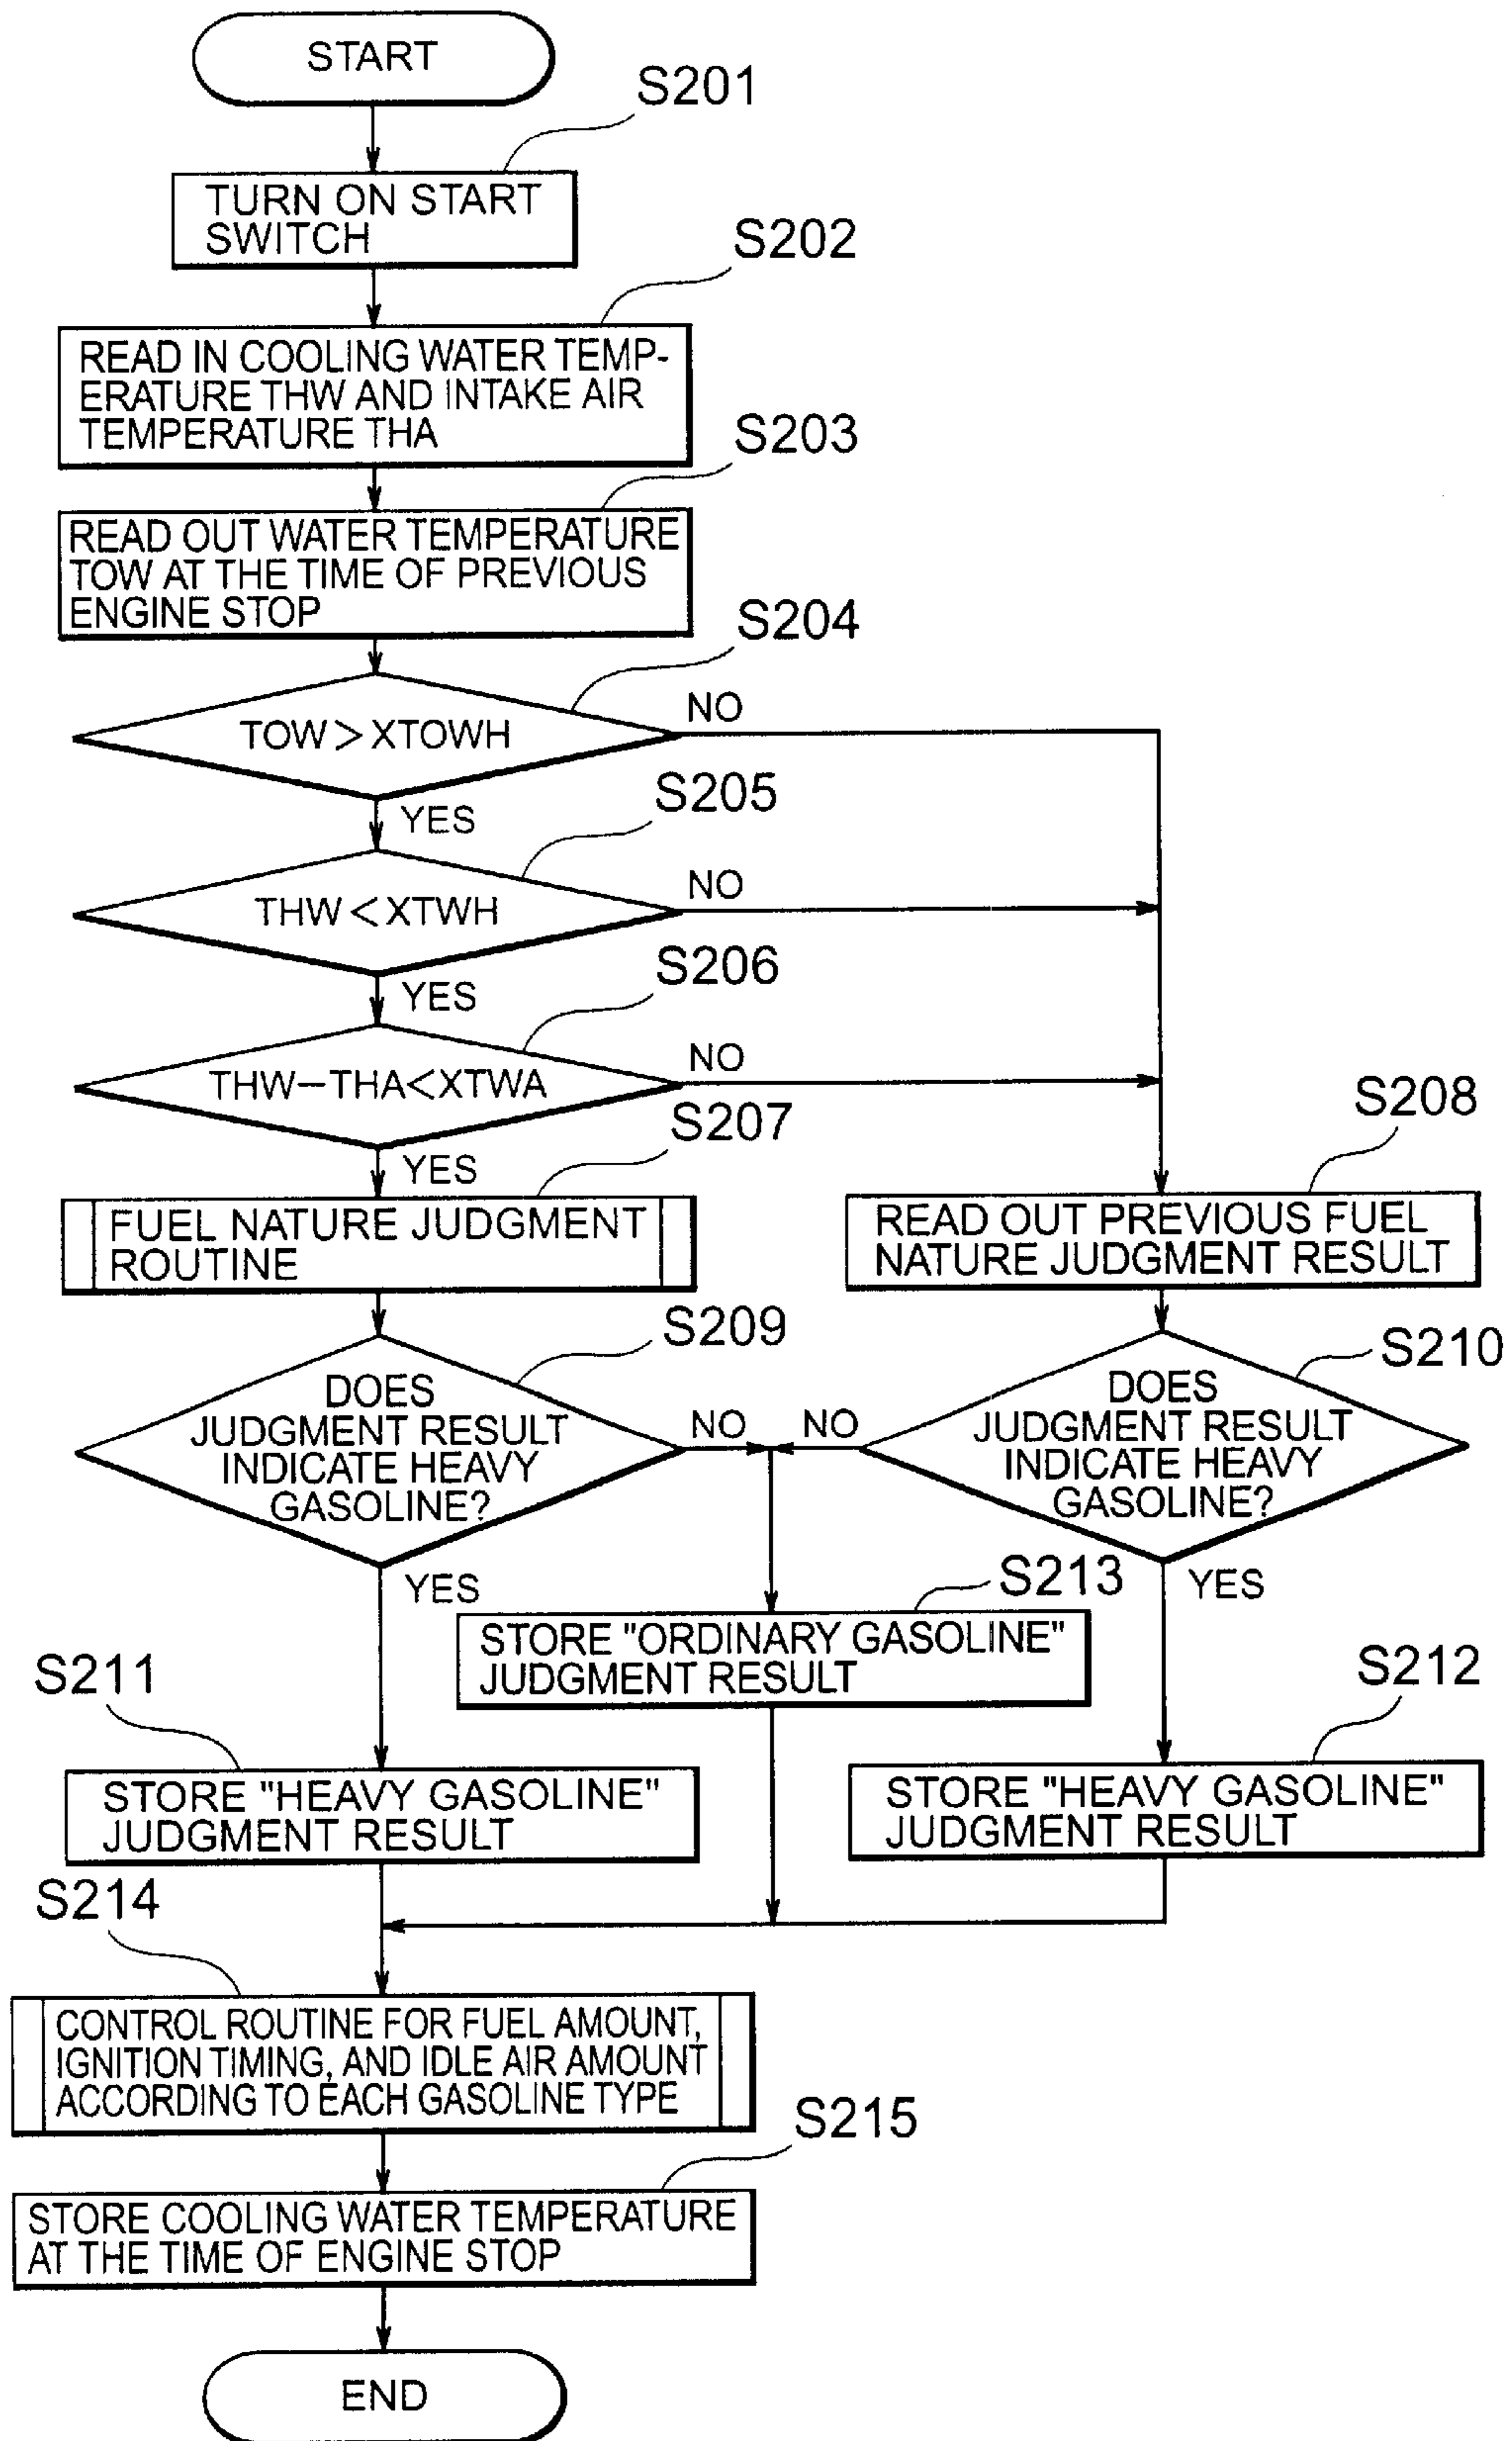 START
S201
TURN ON START
SWITCH
S202
READ IN COOLING WATER TEMP-
ERATURE THW AND INTAKE AIR
TEMPERATURE THA
S203
READ OUT WATER TEMPERATURE
TOW AT THE TIME OF PREVIOUS
ENGINE STOP
S204
TOW > XTOWH
NO
YES
S205
THW < XTWH
NO
YES
S206
THW-THA<XTWA
NO
YES
S207
FUEL NATURE JUDGMENT
ROUTINE
S208
READ OUT PREVIOUS FUEL
NATURE JUDGMENT RESULT
S209
DOES
JUDGMENT RESULT
INDICATE HEAVY
GASOLINE?
NO
YES
S210
DOES
JUDGMENT RESULT
INDICATE HEAVY
GASOLINE?
NO
YES
S213
STORE "ORDINARY GASOLINE"
JUDGMENT RESULT
S211
STORE "HEAVY GASOLINE"
JUDGMENT RESULT
S212
STORE "HEAVY GASOLINE"
JUDGMENT RESULT
S214
CONTROL ROUTINE FOR FUEL AMOUNT,
IGNITION TIMING, AND IDLE AIR AMOUNT
ACCORDING TO EACH GASOLINE TYPE
S215
STORE COOLING WATER TEMPERATURE
AT THE TIME OF ENGINE STOP
END